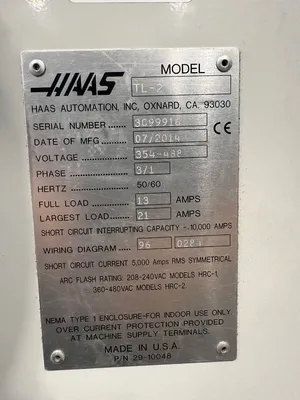 HAAS MODEL
TL-2
HAAS AUTOMATION, INC, OXNARD, CA. 93030
SERIAL NUMBER 3099916 CE
DATE OF MFG 07/2014
VOLTAGE 354-438
PHASE 3/1
HERTZ 50/60
FULL LOAD 13 AMPS
LARGEST LOAD 21 AMPS
SHORT CIRCUIT INTERRUPTING CAPACITY =10,000 AMPS
WIRING DIAGRAM 96
SHORT CIRCUIT CURRENT 5,000 AMPS RMS SYMMETRICAL
ARC FLASH RATING: 208-240VAC MODELS HRC-1,
360-480VAC MODELS HRC-2.
NEMA TYPE 1 ENCLOSURE-FOR INDOOR USE ONLY
OVER CURRENT PROTECTION PROVIDED
AT MACHINE SUPPLY TERMINALS.
MADE IN U.S.A.
P/N 29-10048